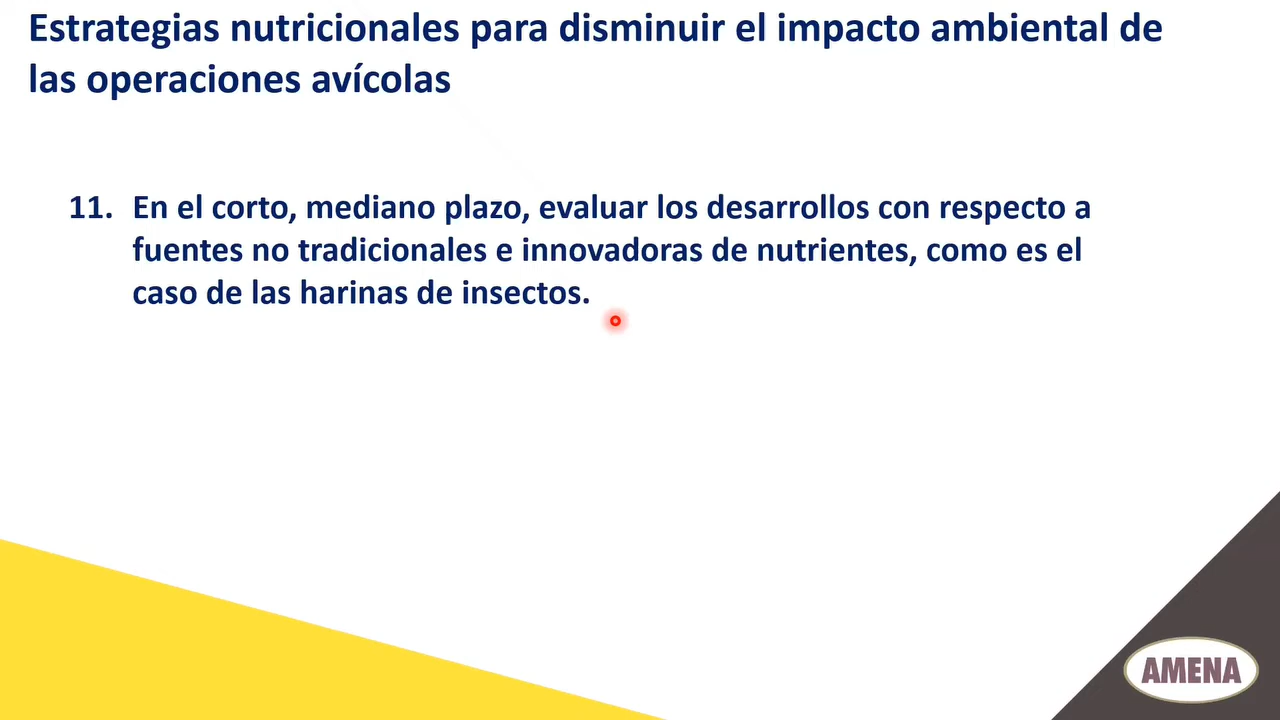 Estrategias nutricionales para disminuir el impacto ambiental de
las operaciones avícolas
11. En el corto, mediano plazo, evaluar los desarrollos con respecto a
fuentes no tradicionales e innovadoras de nutrientes, como es el
caso de las harinas de insectos.
AMENA